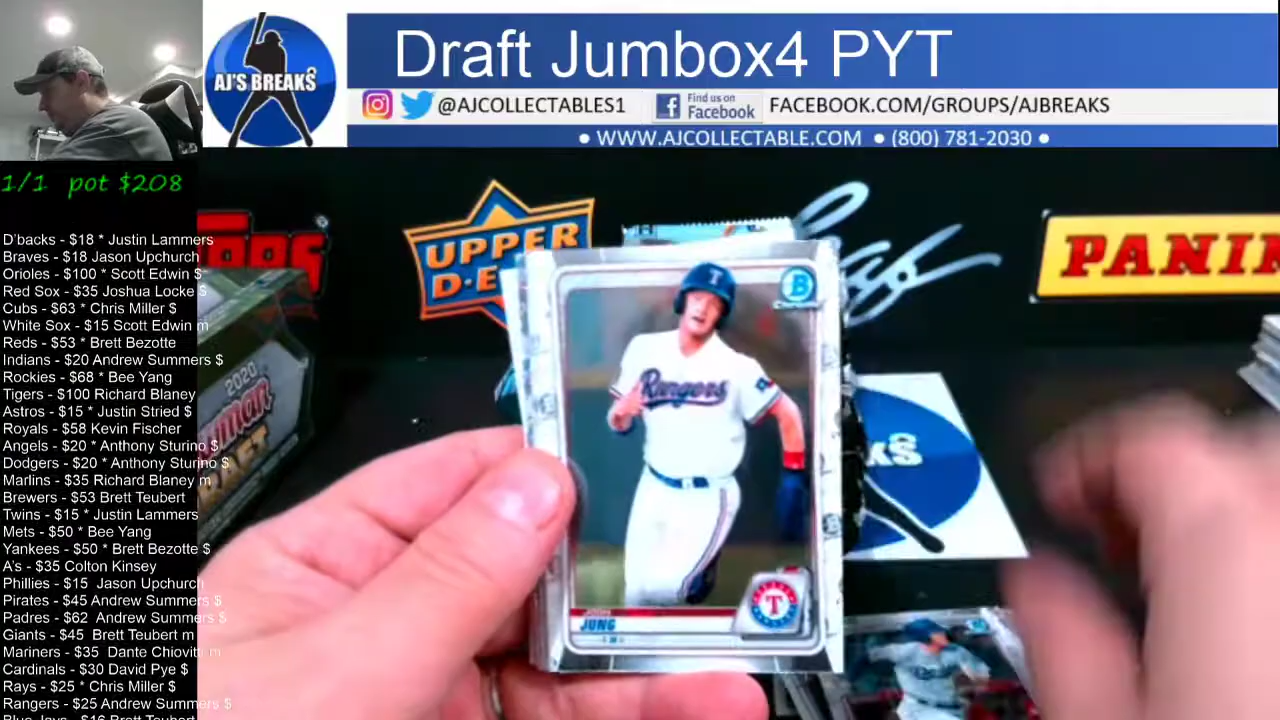 Draft Jumbox4 PYT
AJ'S BREAKS
@AJCOLLECTABLES1
Find us on
Facebook
FACEBOOK.COM/GROUPS/AJBREAKS
● WWW.AJCOLLECTABLE.COM ● (800) 781-2030 ●
1/1 pot $208
D'backs - $18 * Justin Lammers
Braves - $18 Jason Upchurch
Orioles - $100 * Scott Edwin $
Red Sox - $35 Joshua Locke $
Cubs - $63 * Chris Miller $
White Sox - $15 Scott Edwin m
Reds - $53 * Brett Bezotte
Indians - $20 Andrew Summers $
Rockies - $68 * Bee Yang
Tigers - $100 Richard Blaney
Astros - $15 * Justin Stried $
Royals - $58 Kevin Fischer
Angels - $20 * Anthony Sturino $
Dodgers - $20 * Anthony Sturino $
Marlins - $35 Richard Blaney m
Brewers - $53 Brett Teubert
Twins - $15 * Justin Lammers
Mets - $50 * Bee Yang
Yankees - $50 * Brett Bezotte $
A's - $35 Colton Kinsey
Phillies - $15 Jason Upchurch
Pirates - $45 Andrew Summers $
Padres - $62 Andrew Summers $
Giants - $45 Brett Teubert m
Mariners - $35 Dante Chiovitti m
Cardinals - $30 David Pye $
Rays - $25 * Chris Miller $
Rangers - $25 Andrew Summers $
Blue Jays - $16 Brett Teubert
UPPER
PANINI
2020
Rangers
T
B
JUNG
T
KS